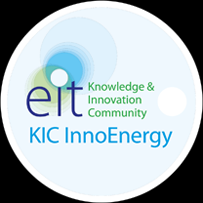 eit Knowledge &
Innovation
Community
KIC InnoEnergy